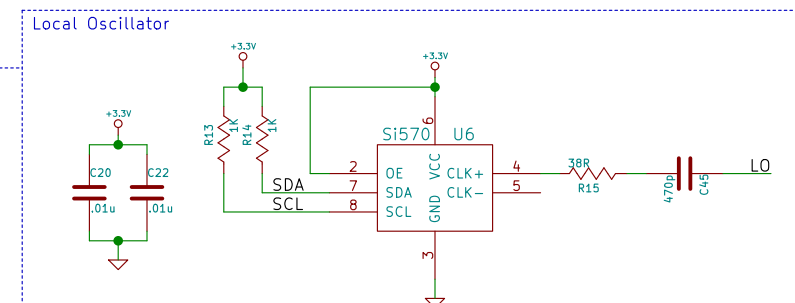 Local Oscillator
+3.3V
+3.3V
+3.3V
R13
1K
R14
1K
Si570 U6
6
C20
C22
.01u
.01u
SDA
SCL
2
7
8
OE
SDA
SCL
VCC
GND
CLK+
CLK-
4
5
3
38R
R15
470p
C45
LO